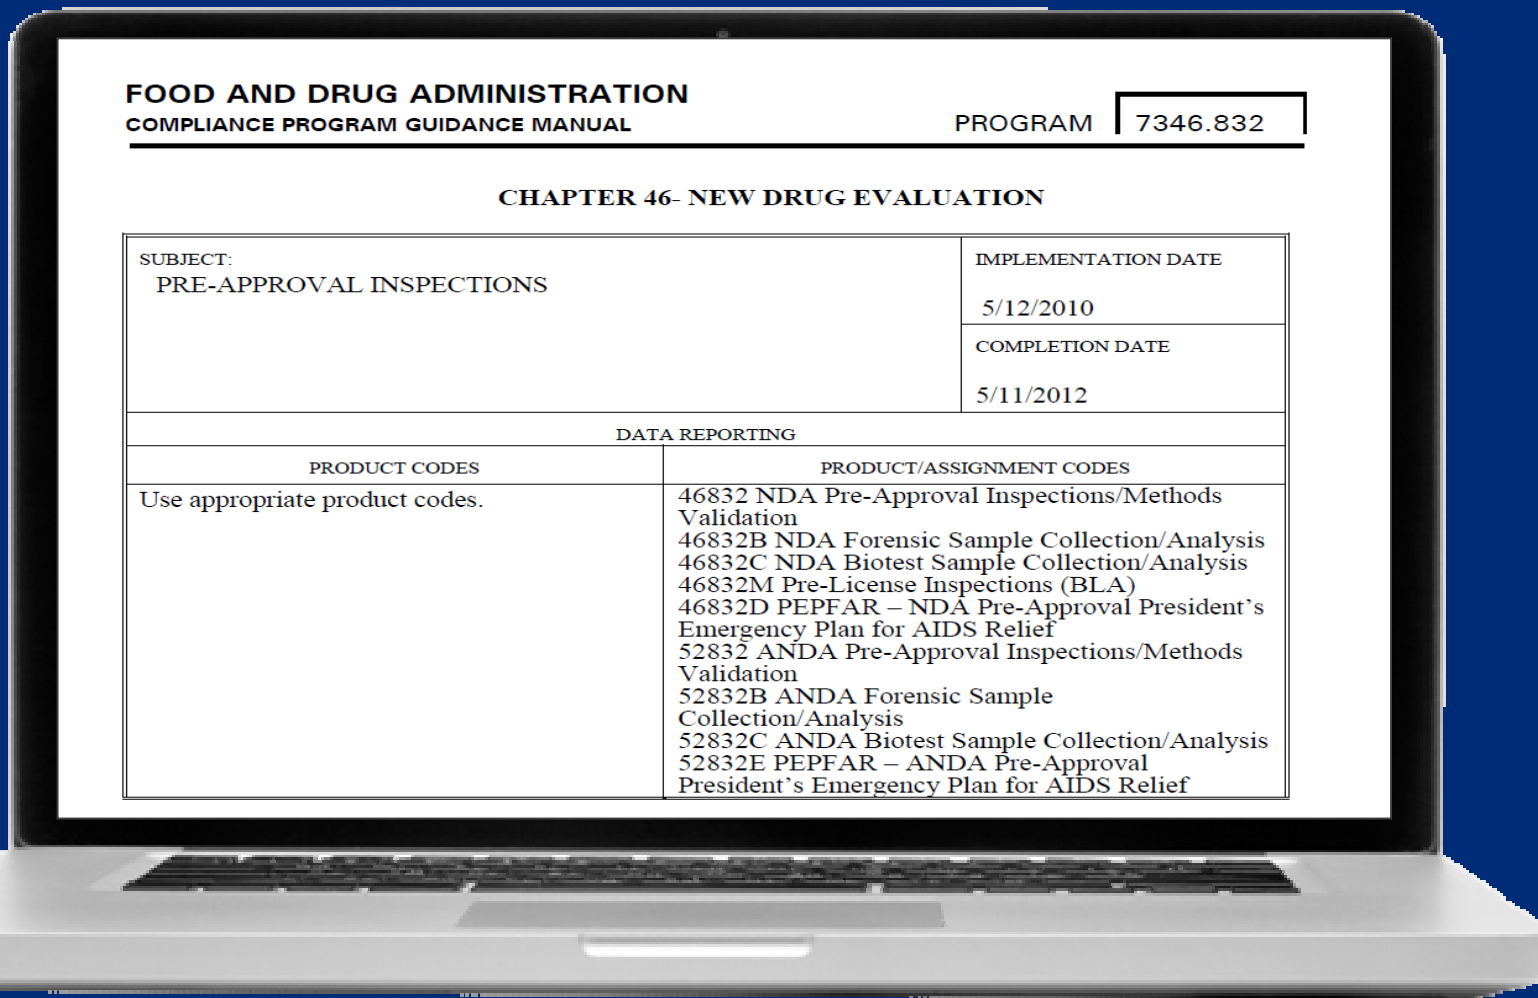 FOOD AND DRUG ADMINISTRATION
COMPLIANCE PROGRAM GUIDANCE MANUAL
PROGRAM 7346.832
CHAPTER 46- NEW DRUG EVALUATION
SUBJECT:
PRE-APPROVAL INSPECTIONS
IMPLEMENTATION DATE
5/12/2010
COMPLETION DATE
5/11/2012
DATA REPORTING
PRODUCT CODES
PRODUCT/ASSIGNMENT CODES
Use appropriate product codes.
46832 NDA Pre-Approval Inspections/Methods
Validation
46832B NDA Forensic Sample Collection/Analysis
46832C NDA Biotest Sample Collection/Analysis
46832M Pre-License Inspections (BLA)
46832D PEPFAR – NDA Pre-Approval President’s
Emergency Plan for AIDS Relief
52832 ANDA Pre-Approval Inspections/Methods
Validation
52832B ANDA Forensic Sample
Collection/Analysis
52832C ANDA Biotest Sample Collection/Analysis
52832E PEPFAR – ANDA Pre-Approval
President’s Emergency Plan for AIDS Relief